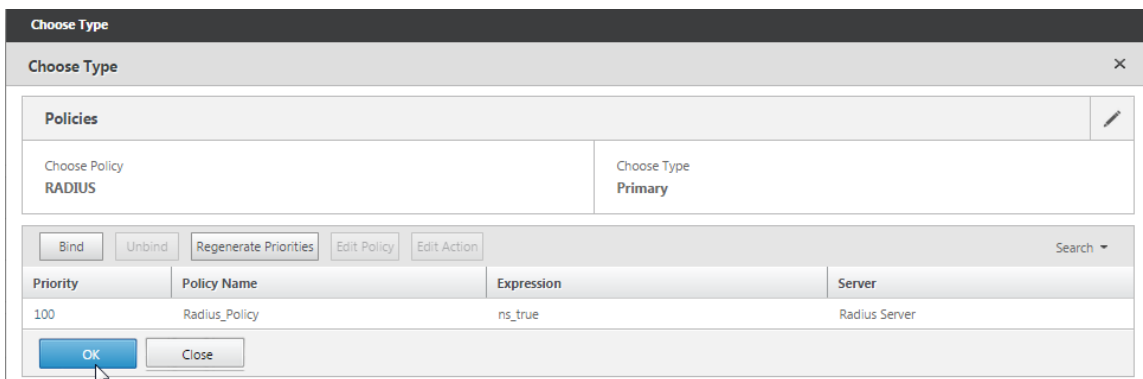 Choose Type
Choose Type
Policies
Choose Policy Choose Type
RADIUS Primary
Bind Unbind Regenerate Priorities Edit Policy Edit Action Search
Priority Policy Name Expression Server
100 Radius_Policy ns_true Radius Server
OK Close